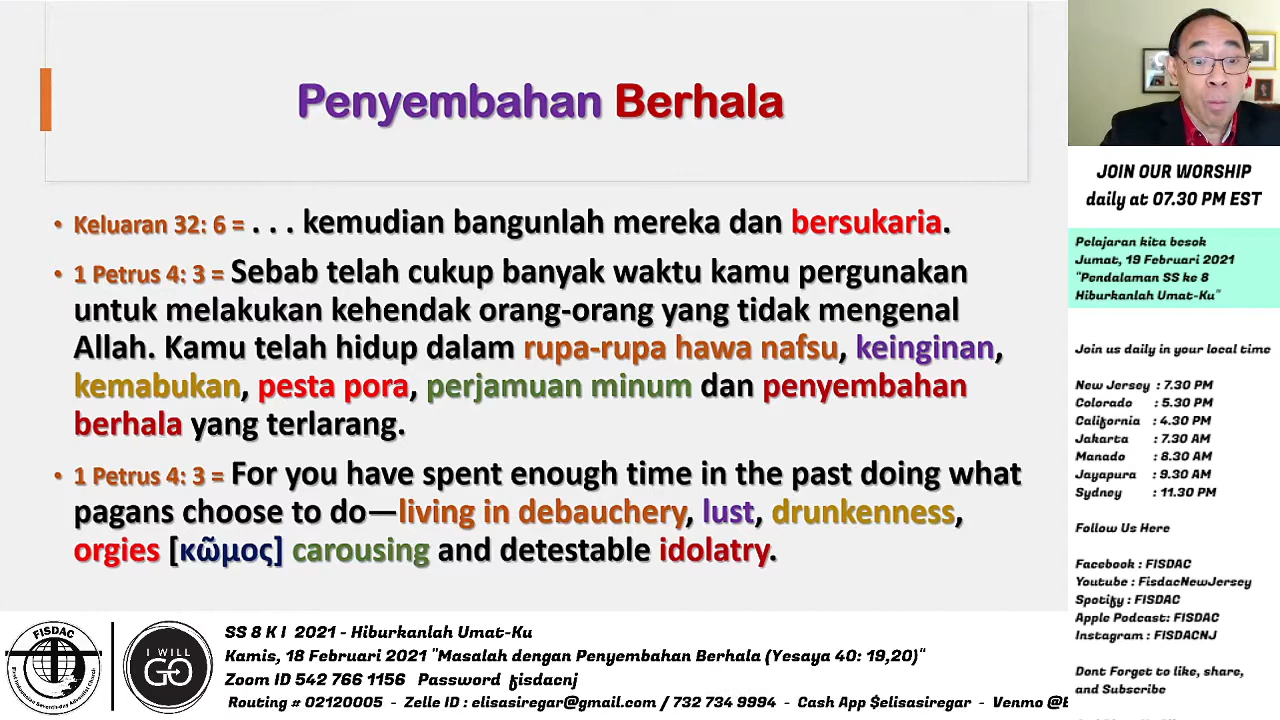 Penyembahan Berhala
• Keluaran 32: 6 = . . . kemudian bangunlah mereka dan bersukaria.
• 1 Petrus 4: 3 = Sebab telah cukup banyak waktu kamu pergunakan
untuk melakukan kehendak orang-orang yang tidak mengenal
Allah. Kamu telah hidup dalam rupa-rupa hawa nafsu, keinginan,
kemabukan, pesta pora, perjamuan minum dan penyembahan
berhala yang terlarang.
• 1 Petrus 4: 3 = For you have spent enough time in the past doing what
pagans choose to do—living in debauchery, lust, drunkenness,
orgies [κῶμος] carousing and detestable idolatry.
JOIN OUR WORSHIP
daily at 07.30 PM EST
Pelajaran kita besok
Jumat, 19 Februari 2021
"Pendalaman SS ke 8
Hiburkanlah Umat-Ku"
Join us daily in your local time
New Jersey : 7.30 PM
Colorado : 5.30 PM
California : 4.30 PM
Jakarta : 7.30 AM
Manado : 8.30 AM
Jayapura : 9.30 AM
Sydney : 11.30 PM
Follow Us Here
Facebook : FISDAC
Youtube : FisdacNewJersey
Spotify : FISDAC
Apple Podcast: FISDAC
Instagram : FISDACNJ
Dont Forget to like, share,
and Subscribe
FISDAC
I WILL
GO
SS 8 K I 2021 - Hiburkanlah Umat-Ku
Kamis, 18 Februari 2021 "Masalah dengan Penyembahan Berhala (Yesaya 40: 19,20)"
Zoom ID 542 766 1156 Password fisdacnj
Routing # 02120005 - Zelle ID : elisasiregar@gmail.com / 732 734 9994 - Cash App $elisasiregar - Venmo @